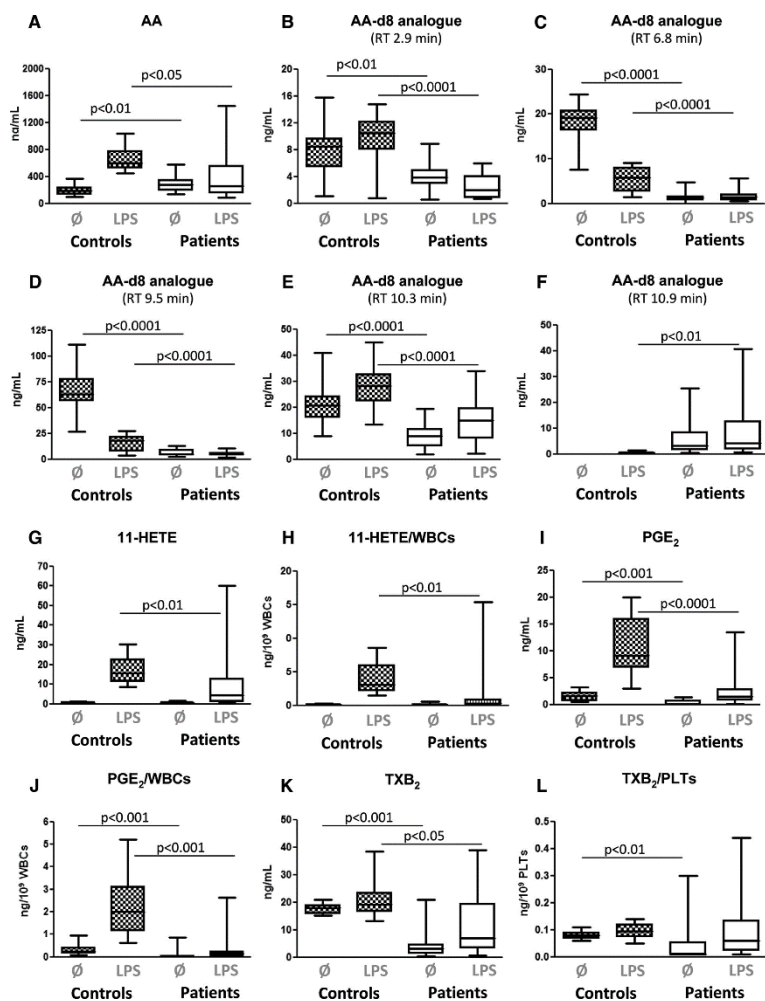 A AA
p<0.05
p<0.01
na/mL
2000
1600
1200
800
400
0
Ø LPS Ø LPS
Controls Patients
B AA-d8 analogue
(RT 2.9 min)
p<0.01
p<0.0001
ng/mL
20
16
12
8
4
0
Ø LPS Ø LPS
Controls Patients
C AA-d8 analogue
(RT 6.8 min)
p<0.0001
p<0.0001
ng/mL
30
20
10
0
Ø LPS Ø LPS
Controls Patients
D AA-d8 analogue
(RT 9.5 min)
p<0.0001
p<0.0001
ng/mL
125
100
75
50
25
0
Ø LPS Ø LPS
Controls Patients
E AA-d8 analogue
(RT 10.3 min)
p<0.0001
p<0.0001
ng/mL
50
40
30
20
10
0
Ø LPS Ø LPS
Controls Patients
F AA-d8 analogue
(RT 10.9 min)
p<0.01
ng/mL
50
40
30
20
10
0
Ø LPS Ø LPS
Controls Patients
G 11-HETE
p<0.01
ng/mL
70
60
50
40
30
20
10
0
Ø LPS Ø LPS
Controls Patients
H 11-HETE/WBCs
p<0.01
ng/10⁹ WBCs
20
5
0
5
0
Ø LPS Ø LPS
Controls Patients
I PGE₂
p<0.001
p<0.0001
ng/mL
25
20
15
10
5
0
Ø LPS Ø LPS
Controls Patients
J PGE₂/WBCs
p<0.001
p<0.001
ng/10⁹ WBCs
6
5
4
3
2
1
0
Ø LPS Ø LPS
Controls Patients
K TXB₂
p<0.001
p<0.05
ng/mL
50
40
30
20
10
0
Ø LPS Ø LPS
Controls Patients
L TXB₂/PLTs
p<0.01
ng/10⁹ PLTs
0.5
0.4
0.3
0.2
0.1
0.0
Ø LPS Ø LPS
Controls Patients